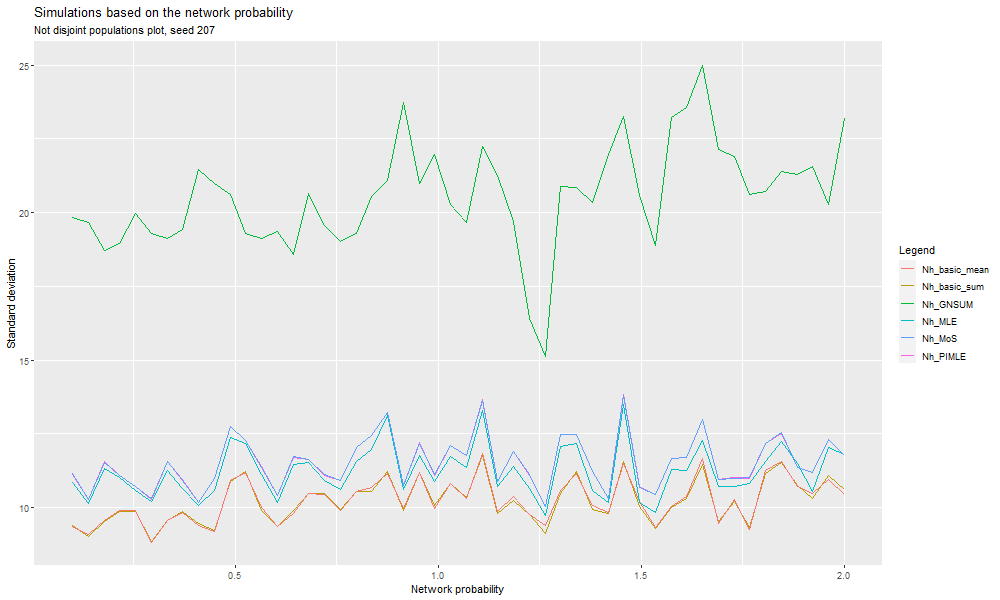 Simulations based on the network probability
Not disjoint populations plot, seed 207
25
20
15
10
Standard deviation
0.5
1.0
1.5
2.0
Network probability
Legend
Nh_basic_mean
Nh_basic_sum
Nh_GNSUM
Nh_MLE
Nh_MoS
Nh_PIMLE